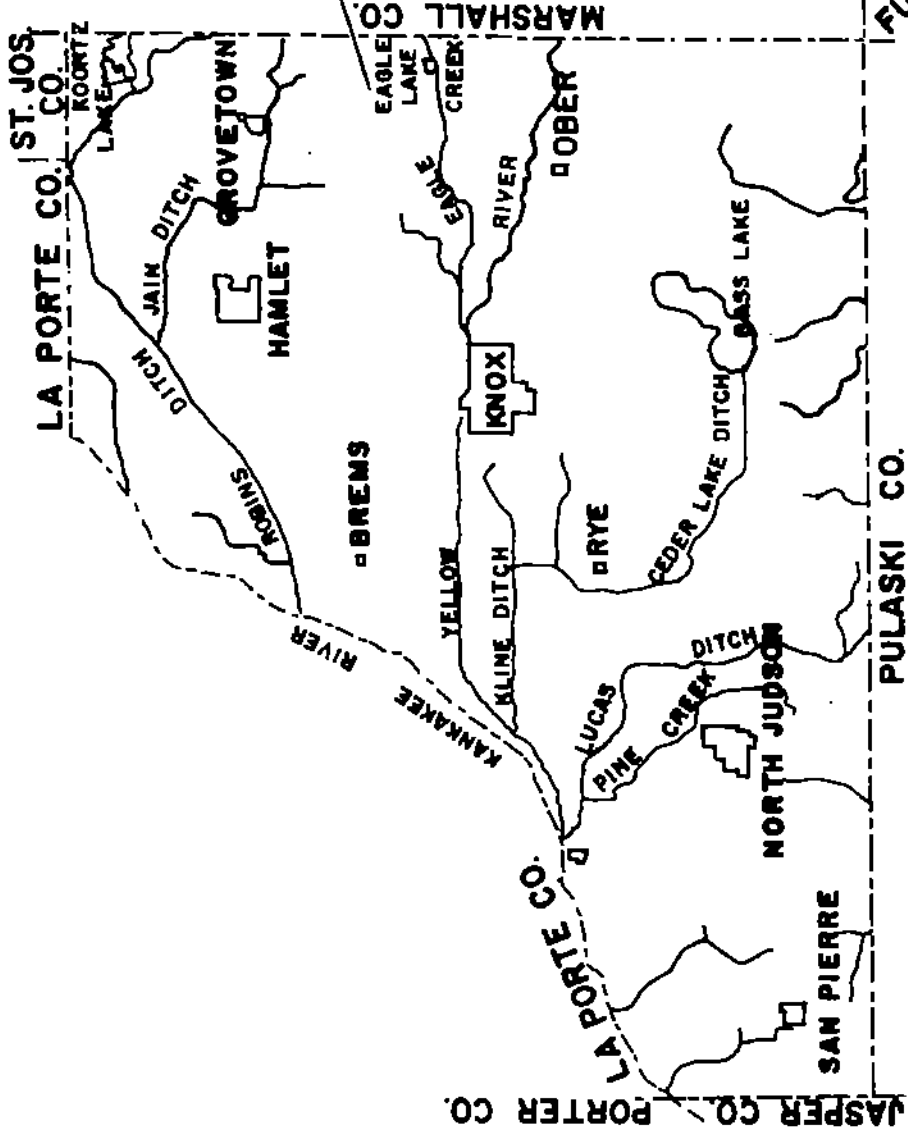 ST. JOS.
CO.
LA PORTE CO.
KOONTZ
LAKE
GROVETOWN
JAIN DITCH
HAMLET
DITCH
ROBINS
EAGLE
LAKE
CREEK
MARSHALL CO.
EAGLE
RIVER
OBER
KNOX
BREMS
YELLOW
KLINE DITCH
RYE
BASS LAKE
CEDER LAKE DITCH
RIVER
KANKAKEE
LUCAS
DITCH
PINE CREEK
NORTH JUDSON
PULASKI CO.
LA PORTE CO.
SAN PIERRE
PORTER CO.
JASPER CO.